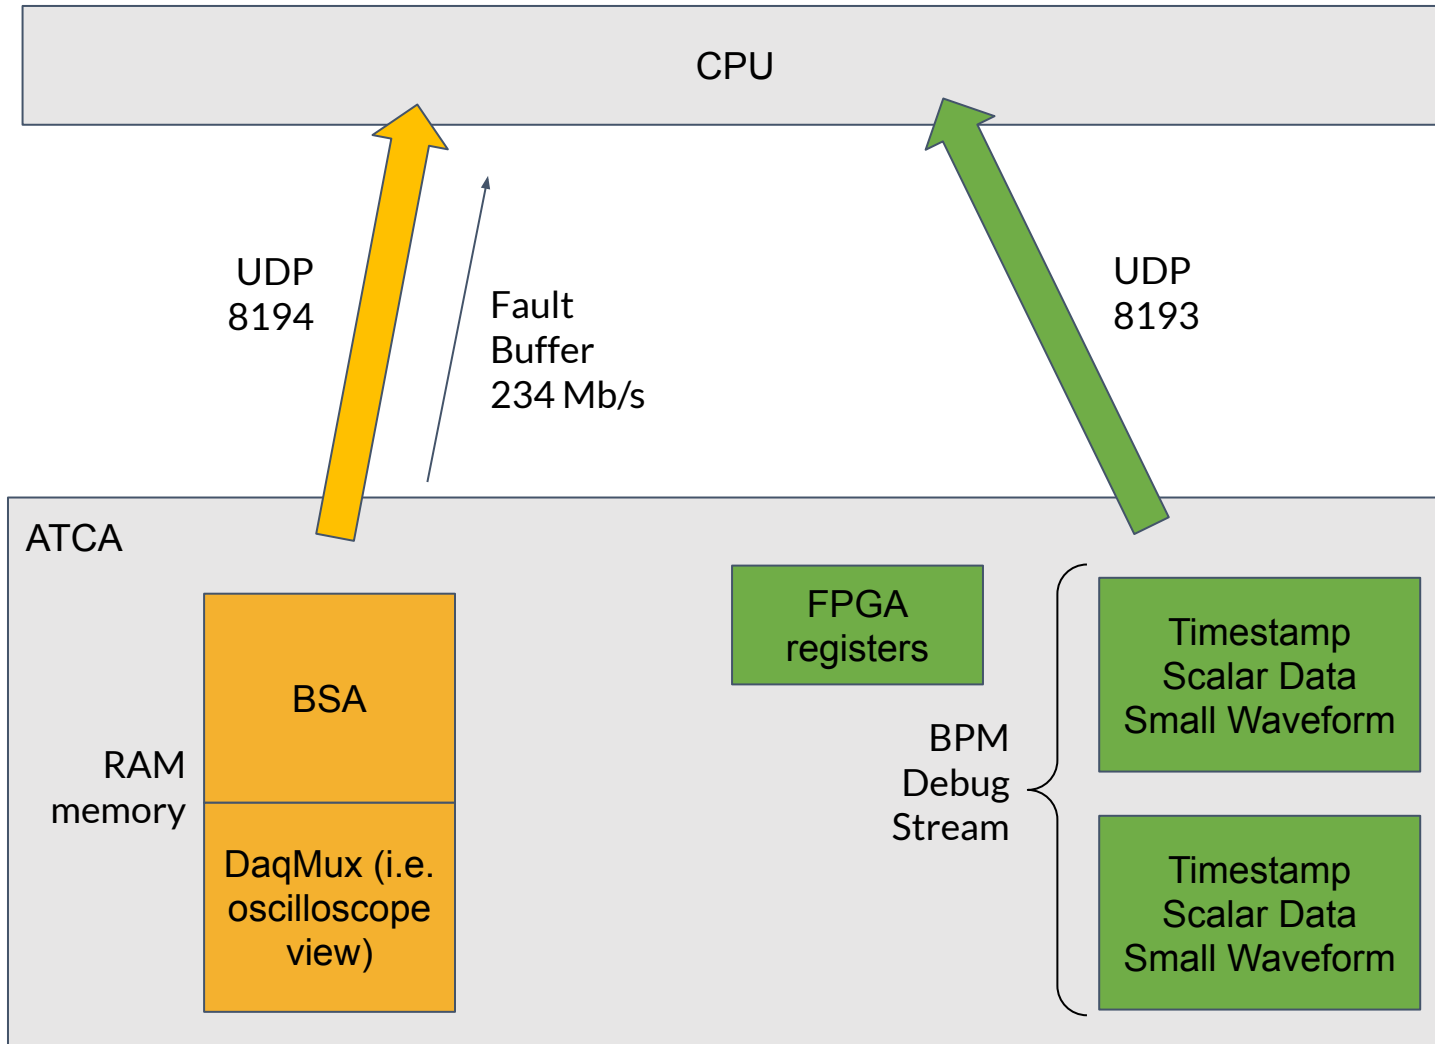 CPU
UDP
8194
Fault
Buffer
234 Mb/s
UDP
8193
ATCA
BSA
RAM
memory
DaqMux (i.e.
oscilloscope
view)
FPGA
registers
BPM
Debug
Stream
Timestamp
Scalar Data
Small Waveform
Timestamp
Scalar Data
Small Waveform